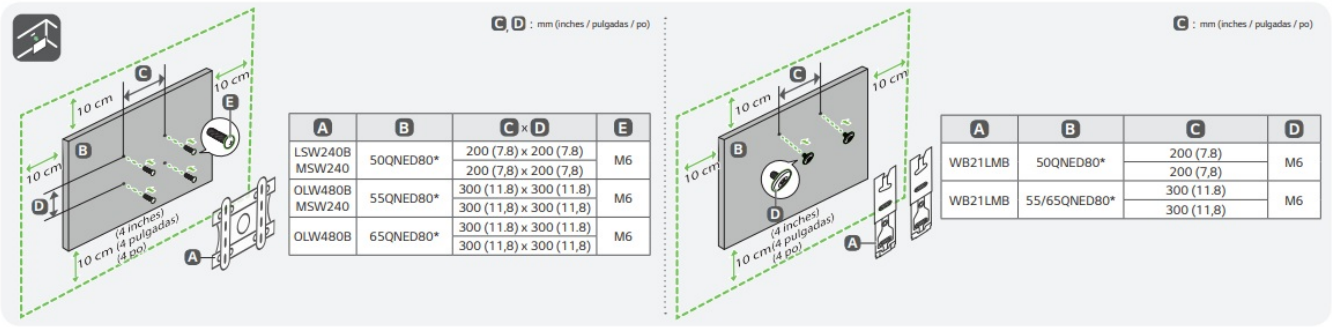 C, D : mm (inches / pulgadas / po)
C
10 cm
10 cm
E
B
10 cm
D
(4 inches)
10 cm (4 pulgadas)
(4 po)
A
A B C x D E
LSW240B MSW240 50QNED80* 200 (7.8) x 200 (7.8) M6
200 (7,8) x 200 (7,8)
OLW480B MSW240 55QNED80* 300 (11.8) x 300 (11.8) M6
300 (11,8) x 300 (11,8)
OLW480B 65QNED80* 300 (11.8) x 300 (11.8) M6
300 (11,8) x 300 (11,8)
C : mm (inches / pulgadas / po)
C
10 cm
10 cm
B
10 cm
D
(4 inches)
10 cm (4 pulgadas)
(4 po)
A
A B C D
WB21LMB 50QNED80* 200 (7.8) M6
200 (7,8)
WB21LMB 55/65QNED80* 300 (11.8) M6
300 (11,8)